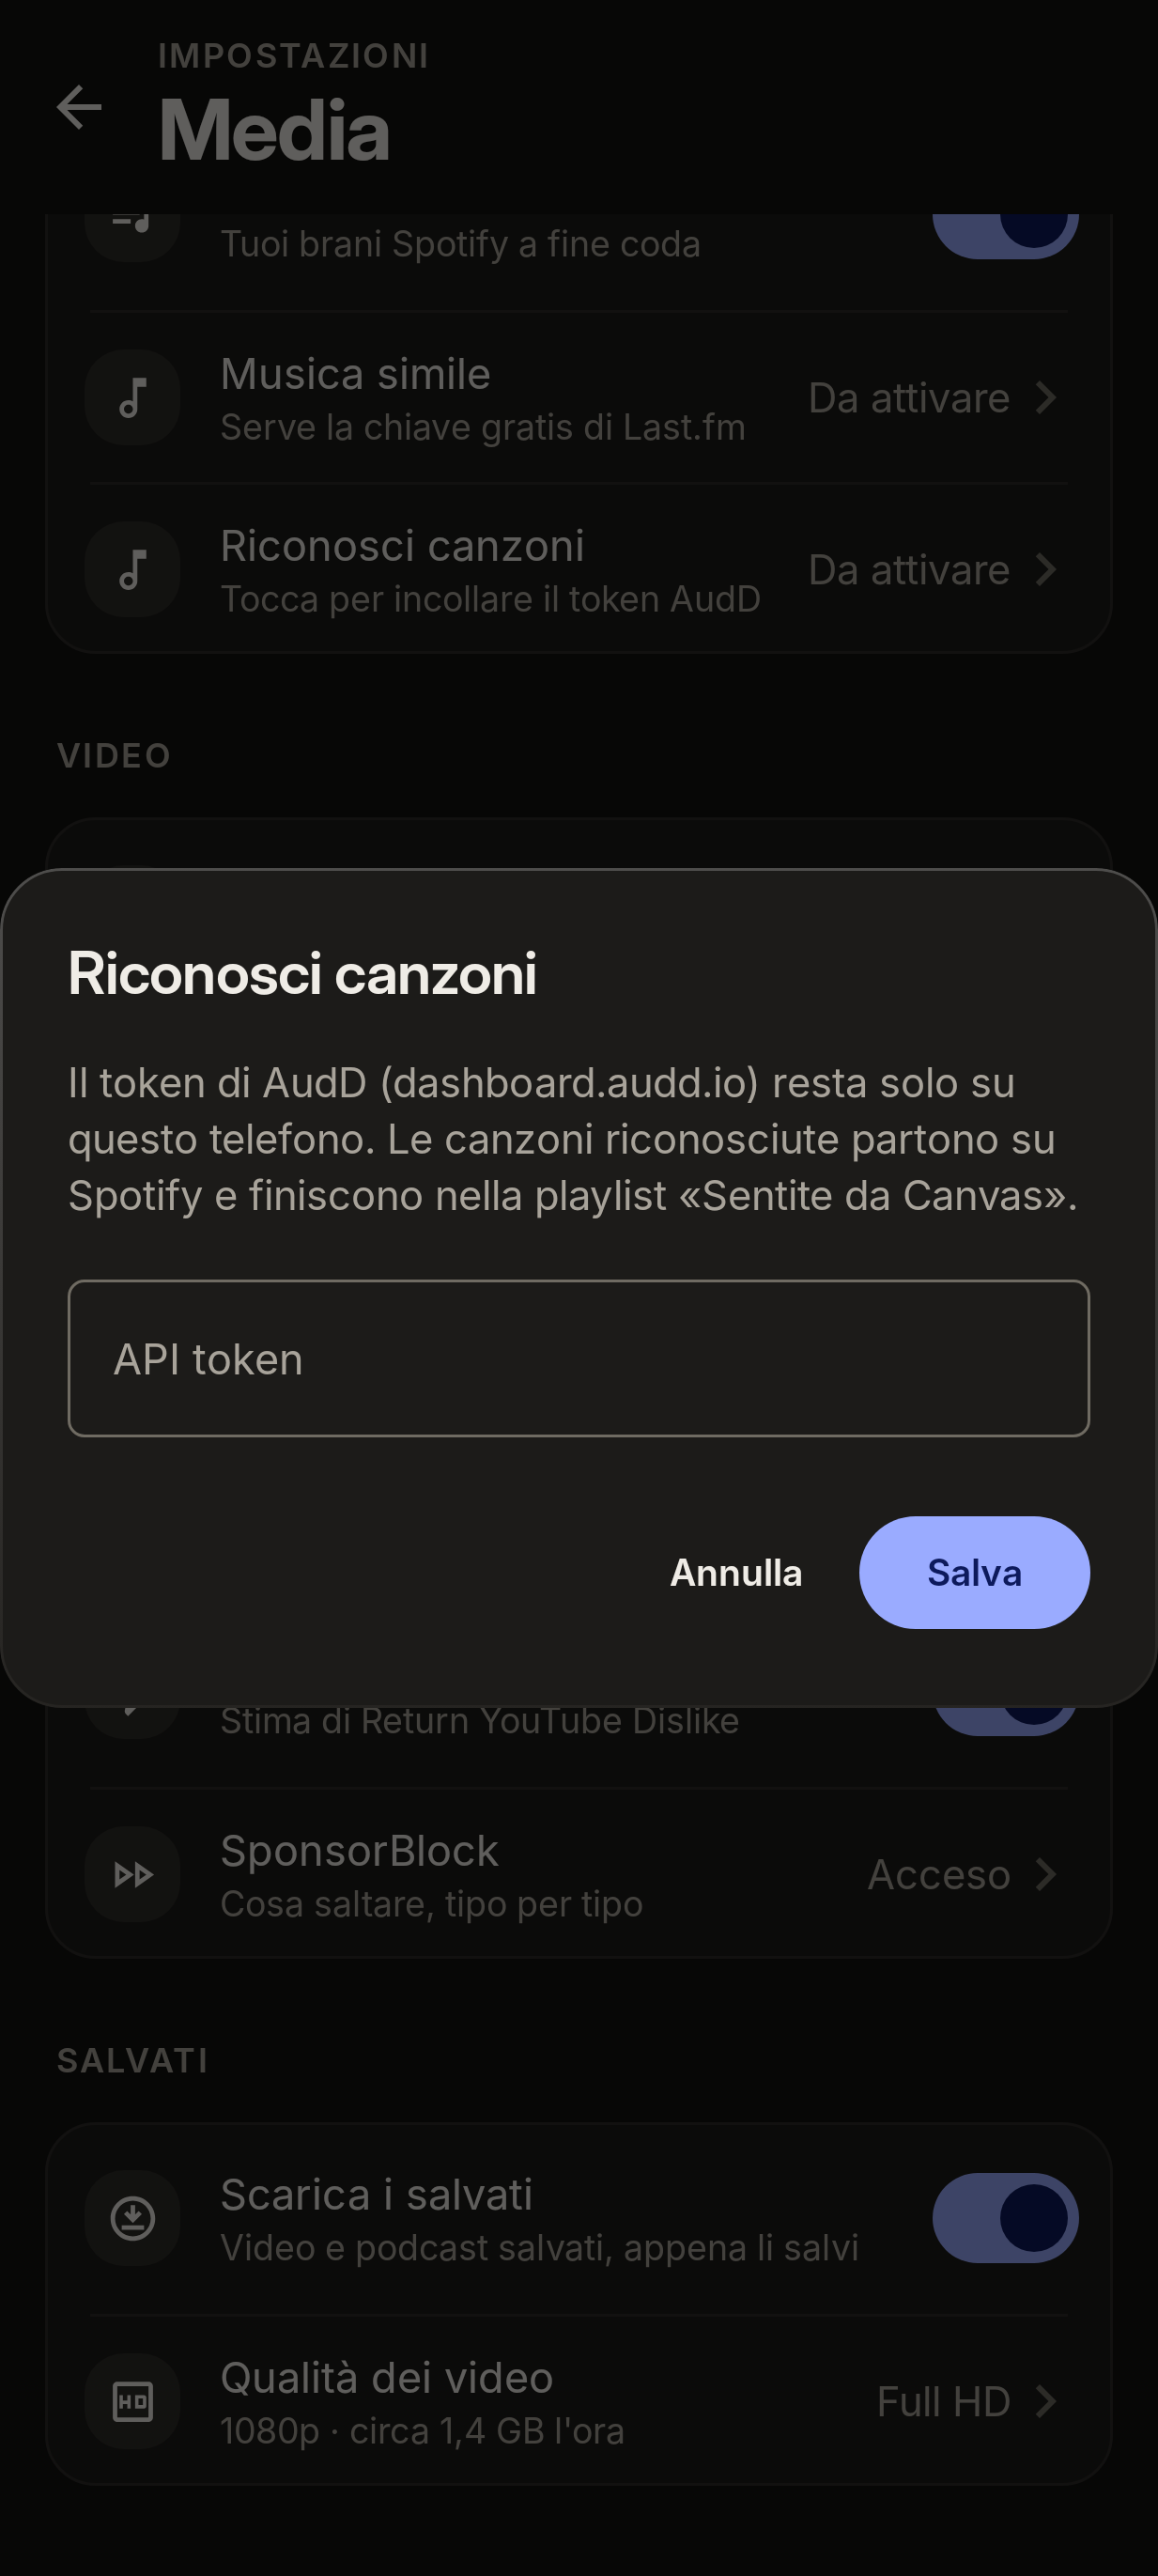 IMPOSTAZIONI
Media
Tuoi brani Spotify a fine coda
Musica simile
Serve la chiave gratis di Last.fm
Da attivare
Riconosci canzoni
Tocca per incollare il token AudD
Da attivare
VIDEO
Riconosci canzoni
Il token di AudD (dashboard.audd.io) resta solo su
questo telefono. Le canzoni riconosciute partono su
Spotify e finiscono nella playlist «Sentite da Canvas».
API token
Annulla
Salva
Stima di Return YouTube Dislike
SponsorBlock
Cosa saltare, tipo per tipo
Acceso
SALVATI
Scarica i salvati
Video e podcast salvati, appena li salvi
HD
Qualità dei video
1080p · circa 1,4 GB l'ora
Full HD